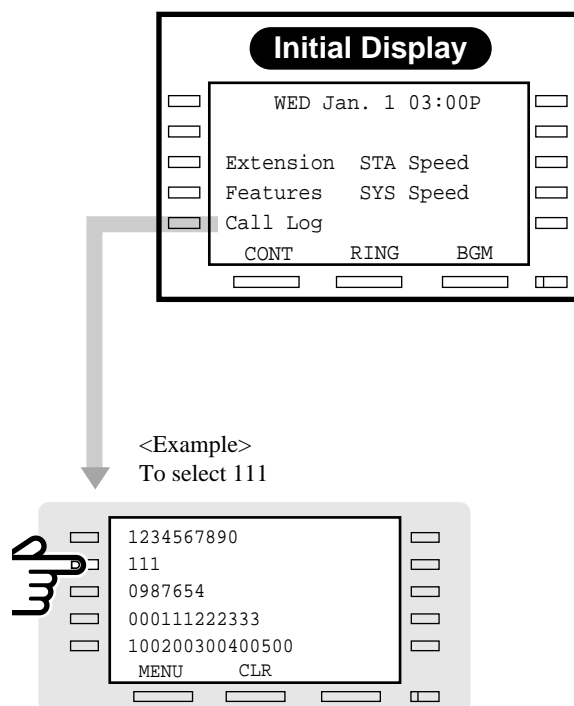 Initial Display
WED Jan. 1 03:00P
Extension STA Speed
Features SYS Speed
Call Log
CONT RING BGM
<Example>
To select 111
1234567890
111
0987654
000111222333
100200300400500
MENU CLR